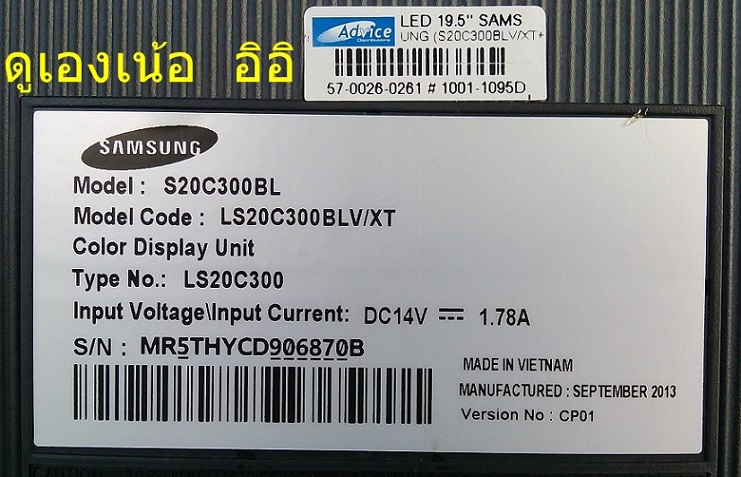 Advice
Distribution
LED 19.5" SAMS
UNG (S20C300BLV/XT+
57-0026-0261 # 1001-1095D
ดูเองเน้อ อิอิ
SAMSUNG
Model : S20C300BL
Model Code : LS20C300BLV/XT
Color Display Unit
Type No.: LS20C300
Input Voltage\Input Current: DC14V ⎓ 1.78A
S/N : MR5THYCD906870B
MADE IN VIETNAM
MANUFACTURED : SEPTEMBER 2013
Version No : CP01